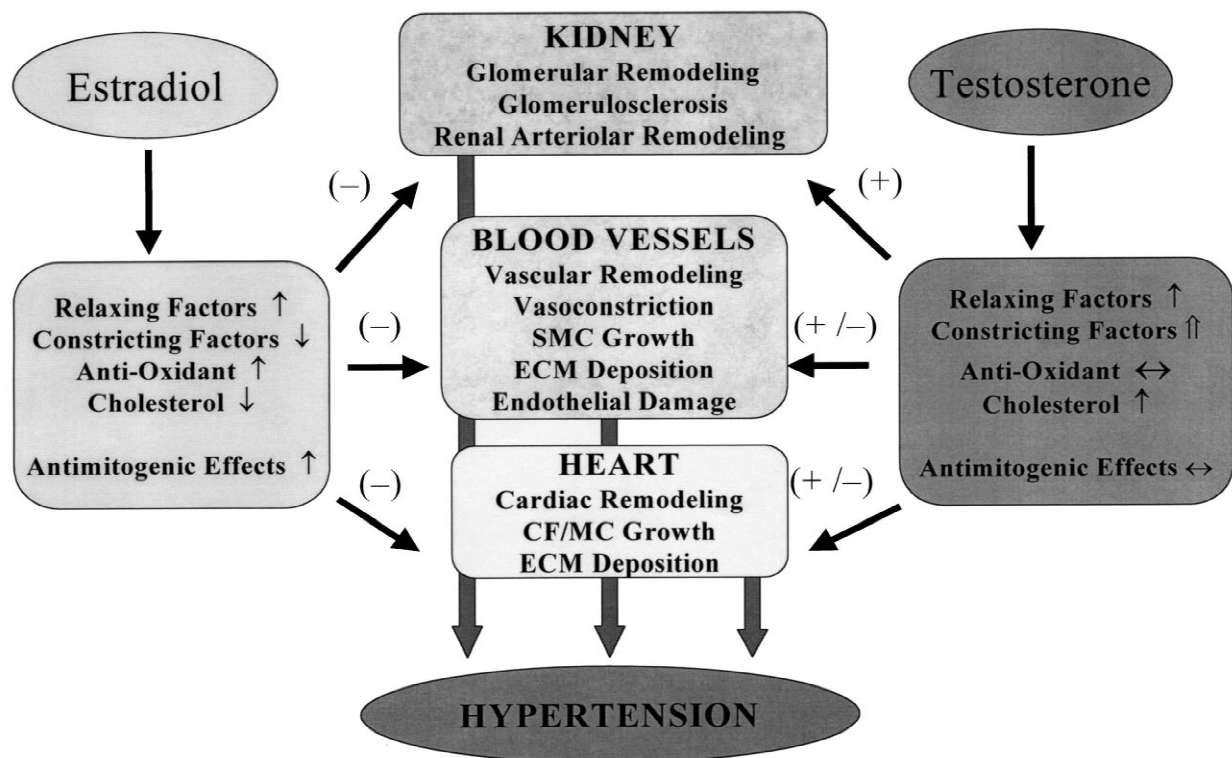 Estradiol
KIDNEY
Glomerular Remodeling
Glomerulosclerosis
Renal Arteriolar Remodeling
Testosterone
(–)
(+)
Relaxing Factors ↑
Constricting Factors ↓
Anti-Oxidant ↑
Cholesterol ↓
Antimitogenic Effects ↑
(–)
BLOOD VESSELS
Vascular Remodeling
Vasoconstriction
SMC Growth
ECM Deposition
Endothelial Damage
(+ /–)
Relaxing Factors ↑
Constricting Factors ⇑
Anti-Oxidant ↔
Cholesterol ↑
Antimitogenic Effects ↔
(–)
HEART
Cardiac Remodeling
CF/MC Growth
ECM Deposition
(+ /–)
HYPERTENSION